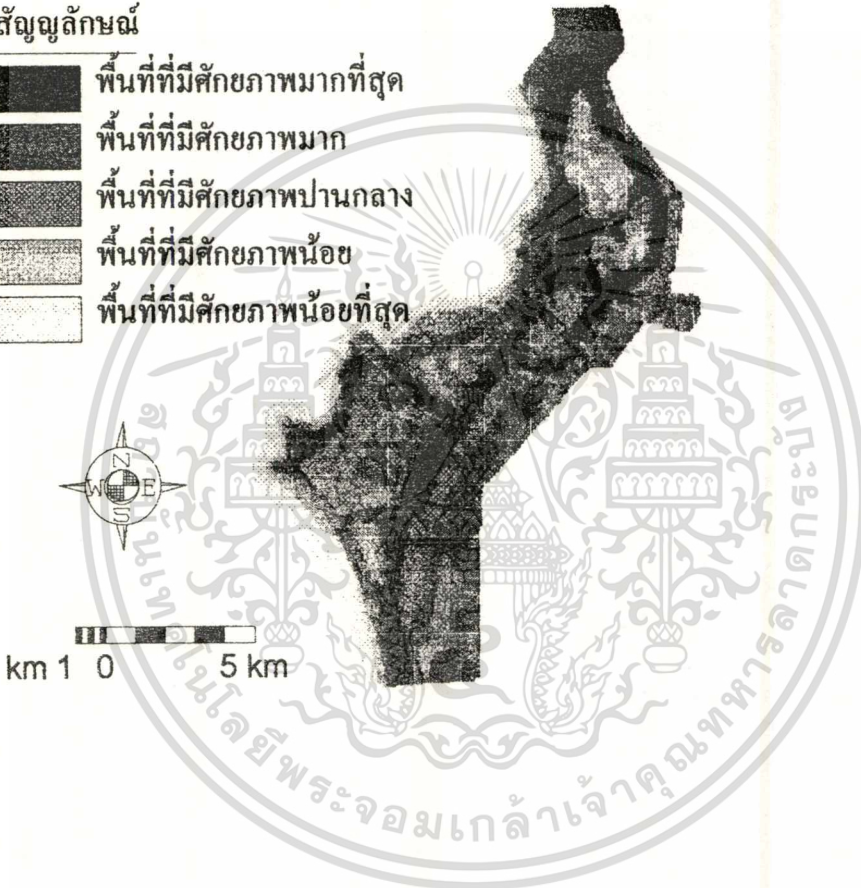 สัญญลักษณ์
พื้นที่ที่มีศักยภาพมากที่สุด
พื้นที่ที่มีศักยภาพมาก
พื้นที่ที่มีศักยภาพปานกลาง
พื้นที่ที่มีศักยภาพน้อย
พื้นที่ที่มีศักยภาพน้อยที่สุด
N
W E
S
km 1 0 5 km
สถาบันเทคโนโลยีพระจอมเกล้าเจ้าคุณทหารลาดกระบัง